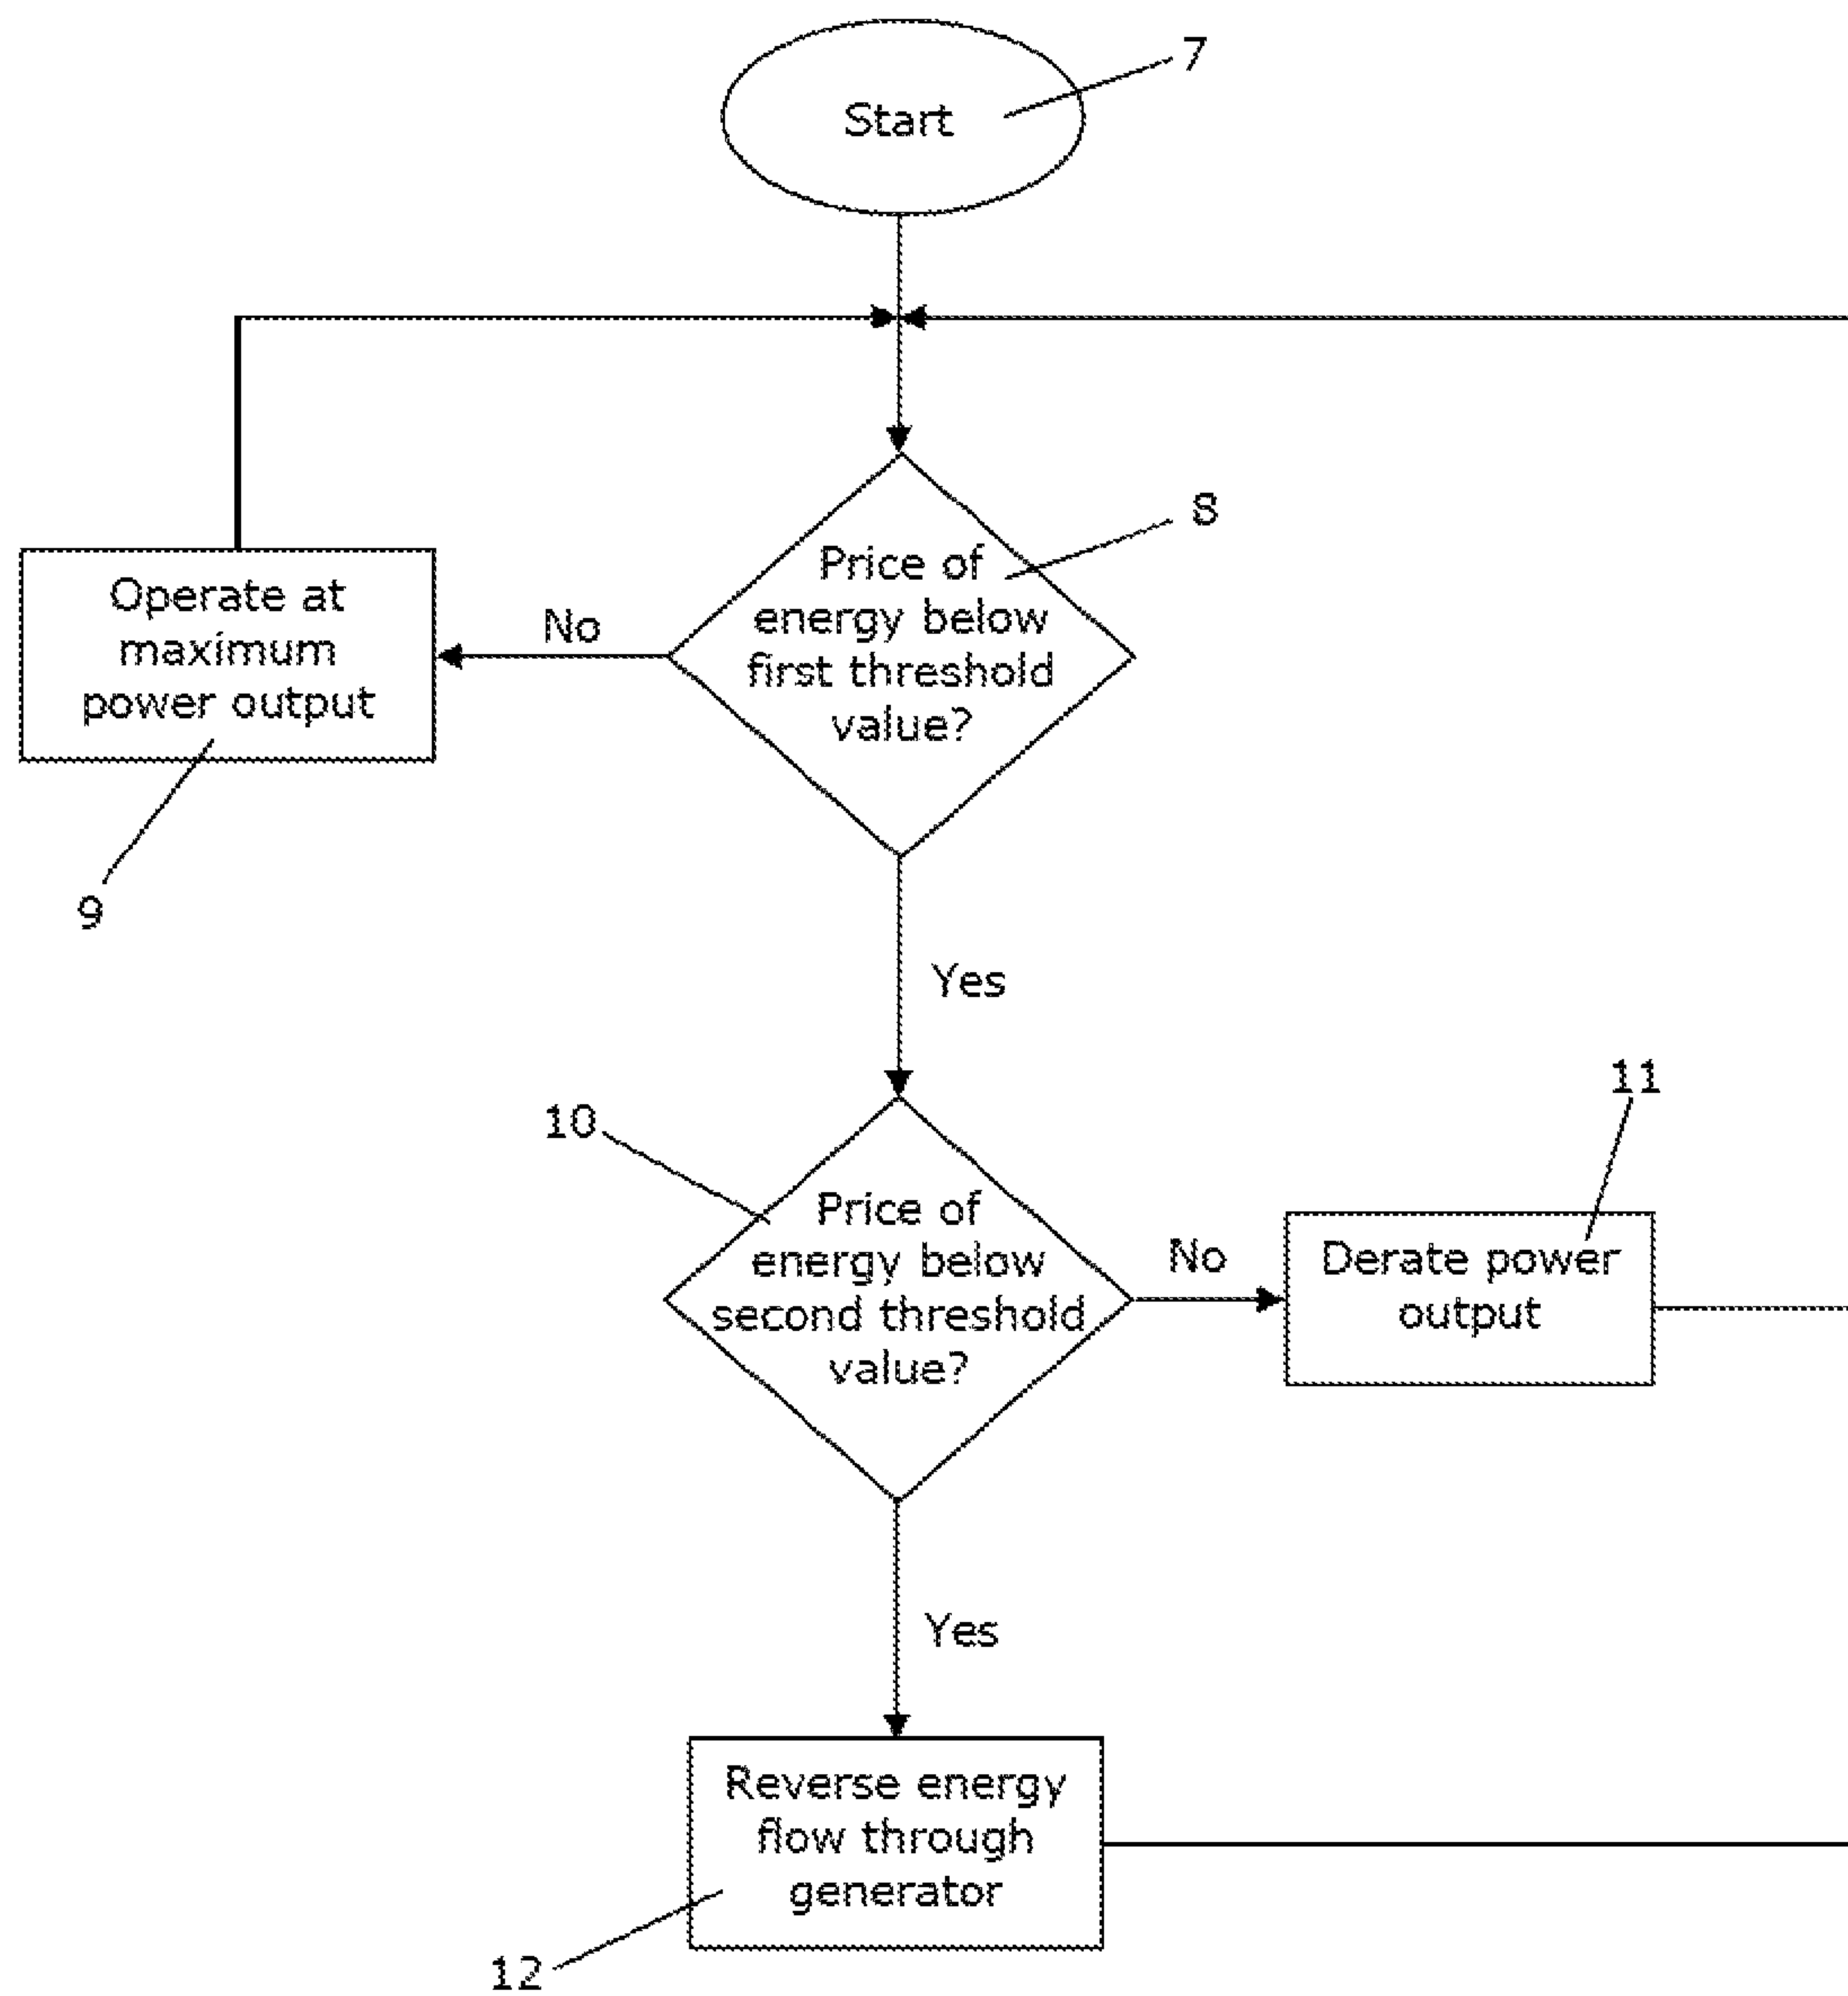 Start
7
Price of
energy below
first threshold
value?
8
No
Operate at
maximum
power output
9
Yes
10
Price of
energy below
second threshold
value?
No
11
Derate power
output
Yes
Reverse energy
flow through
generator
12